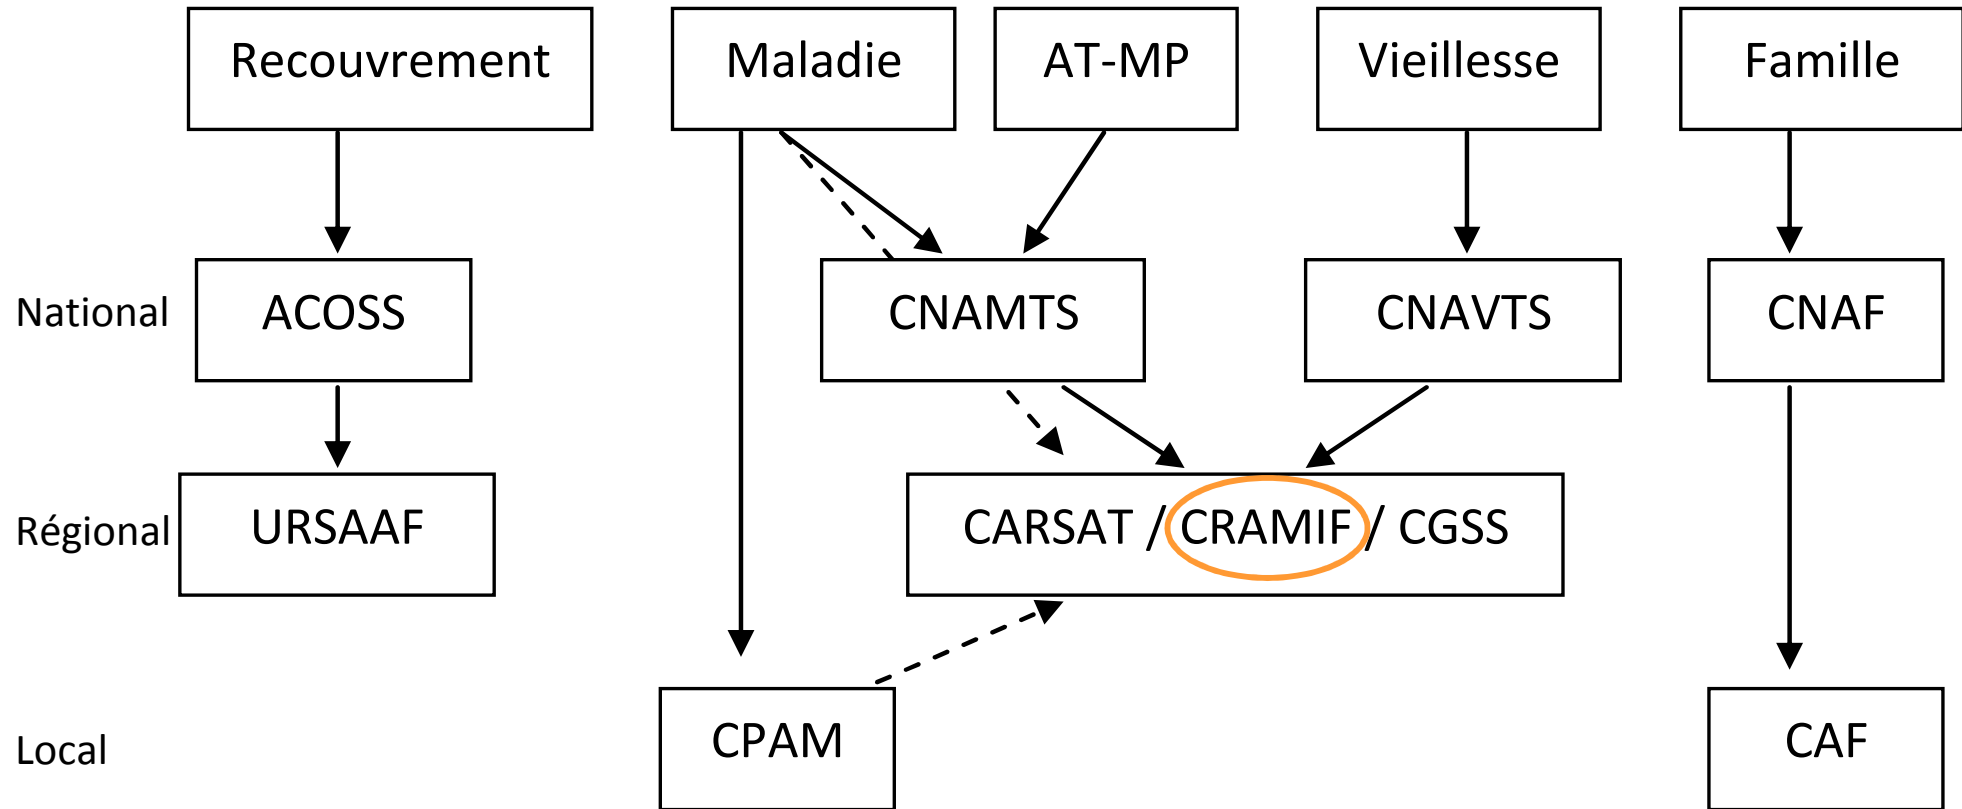 Recouvrement
Maladie
AT-MP
Vieillesse
Famille
National
ACOSS
CNAMTS
CNAVTS
CNAF
Régional
URSAAF
CARSAT / CRAMIF / CGSS
Local
CPAM
CAF